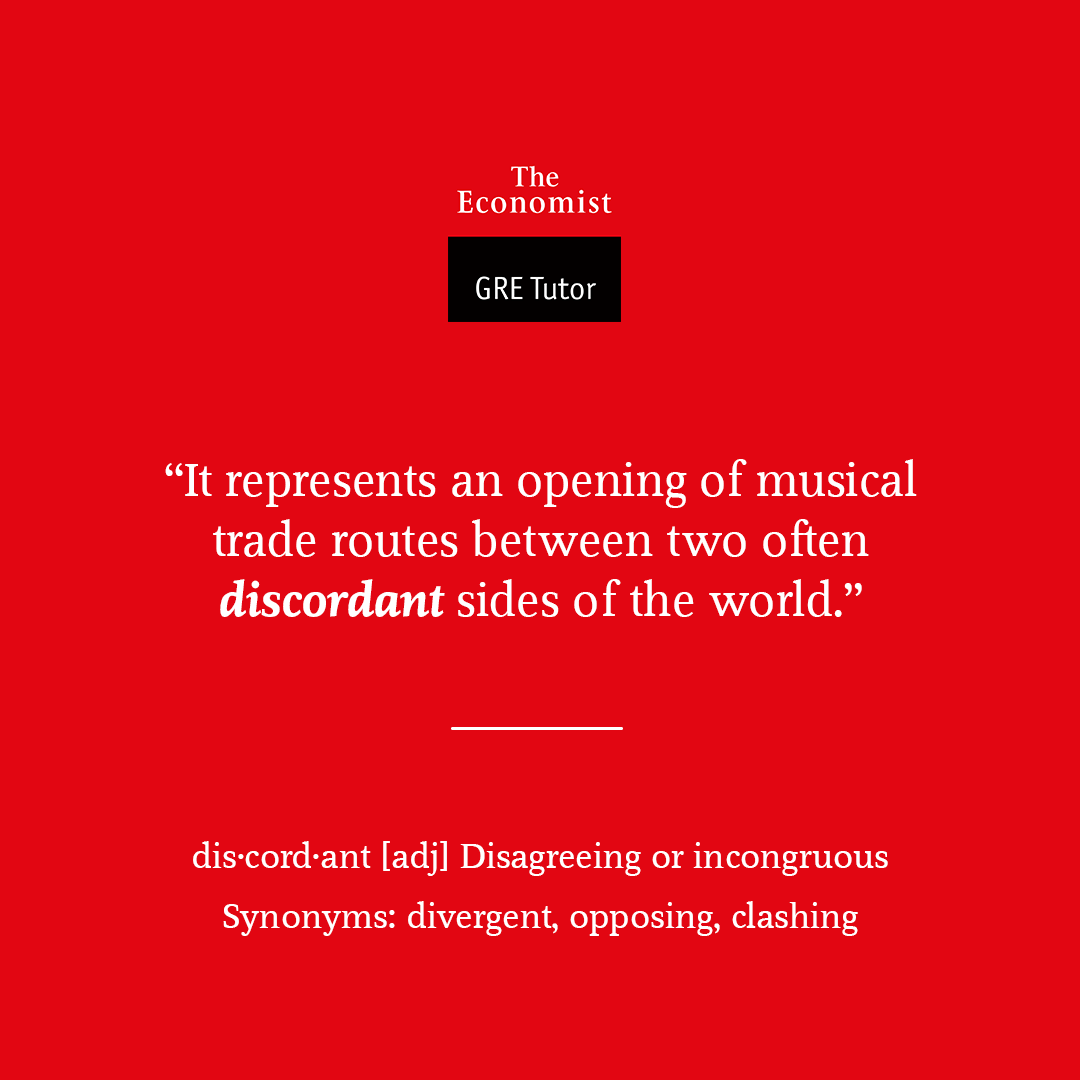 The
Economist
GRE Tutor
“It represents an opening of musical
trade routes between two often
discordant sides of the world.”
dis·cord·ant [adj] Disagreeing or incongruous
Synonyms: divergent, opposing, clashing